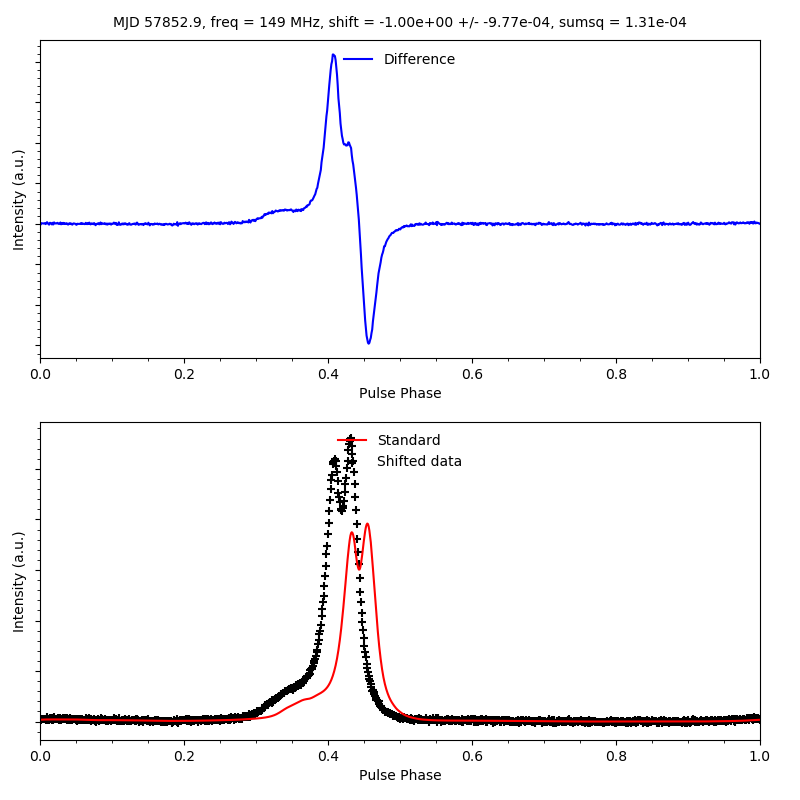 MJD 57852.9, freq = 149 MHz, shift = -1.00e+00 +/- -9.77e-04, sumsq = 1.31e-04
Difference
Intensity (a.u.)
0.0 0.2 0.4 0.6 0.8 1.0
Pulse Phase
Standard
Shifted data
Intensity (a.u.)
0.0 0.2 0.4 0.6 0.8 1.0
Pulse Phase